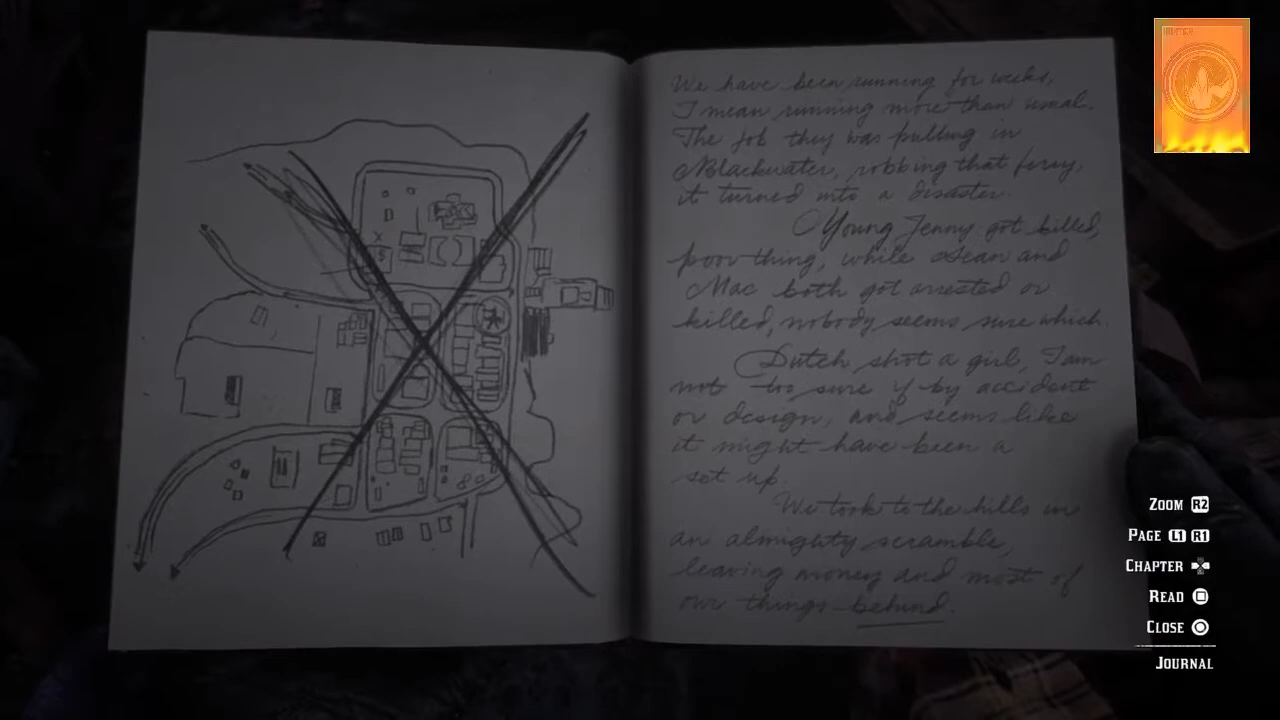 We have been running for weeks,
I mean running more than usual.
The job they was pulling in
Blackwater, robbing that ferry,
it turned into a disaster.
Young Jenny got killed,
poor thing, while Sean and
Mac both got arrested or
killed, nobody seems sure which.
Dutch shot a girl, I am
not too sure if by accident
or design, and seems like
it might have been a
set up.
We took to the hills in
an almighty scramble,
leaving money and most of
our things behind.
ZOOM R2
PAGE L1 R1
CHAPTER
READ
CLOSE
JOURNAL